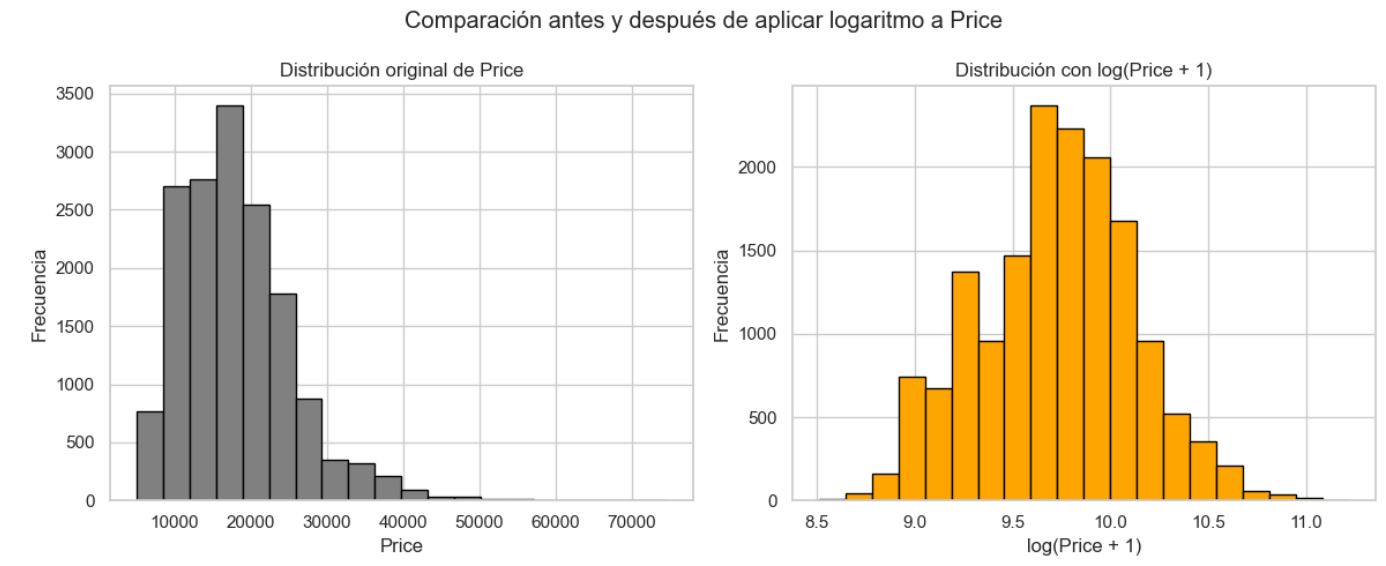 Comparación antes y después de aplicar logaritmo a Price
Distribución original de Price
3500
3000
2500
2000
1500
1000
500
0
Frecuencia
10000 20000 30000 40000 50000 60000 70000
Price
Distribución con log(Price + 1)
2000
1500
1000
500
0
Frecuencia
8.5 9.0 9.5 10.0 10.5 11.0
log(Price + 1)